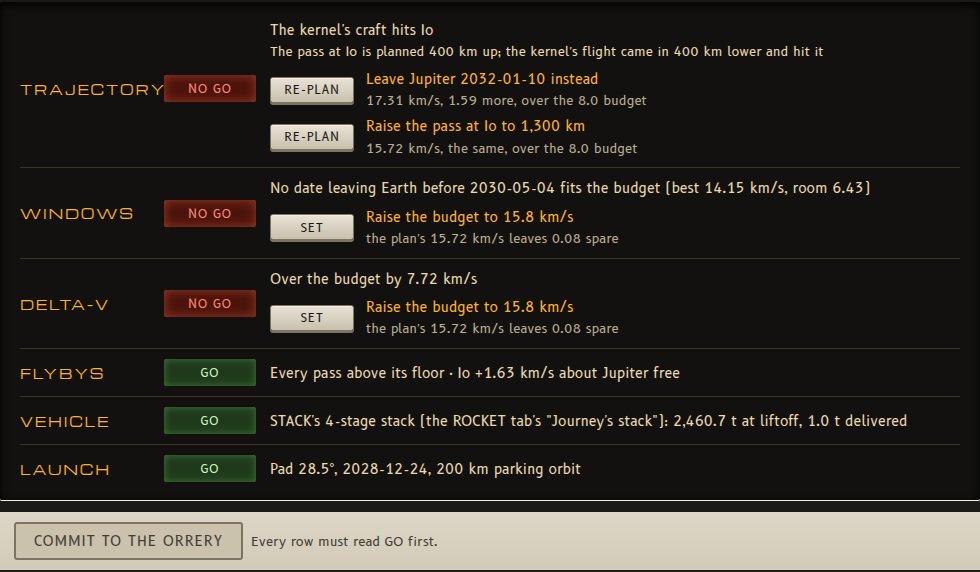 The kernel's craft hits Io
The pass at Io is planned 400 km up; the kernel's flight came in 400 km lower and hit it
TRAJECTORY NO GO
RE-PLAN Leave Jupiter 2032-01-10 instead
17.31 km/s, 1.59 more, over the 8.0 budget
RE-PLAN Raise the pass at Io to 1,300 km
15.72 km/s, the same, over the 8.0 budget
WINDOWS NO GO No date leaving Earth before 2030-05-04 fits the budget (best 14.15 km/s, room 6.43)
SET Raise the budget to 15.8 km/s
the plan's 15.72 km/s leaves 0.08 spare
DELTA-V NO GO Over the budget by 7.72 km/s
SET Raise the budget to 15.8 km/s
the plan's 15.72 km/s leaves 0.08 spare
FLYBYS GO Every pass above its floor · Io +1.63 km/s about Jupiter free
VEHICLE GO STACK's 4-stage stack (the ROCKET tab's "Journey's stack"): 2,460.7 t at liftoff, 1.0 t delivered
LAUNCH GO Pad 28.5°, 2028-12-24, 200 km parking orbit
COMMIT TO THE ORRERY Every row must read GO first.